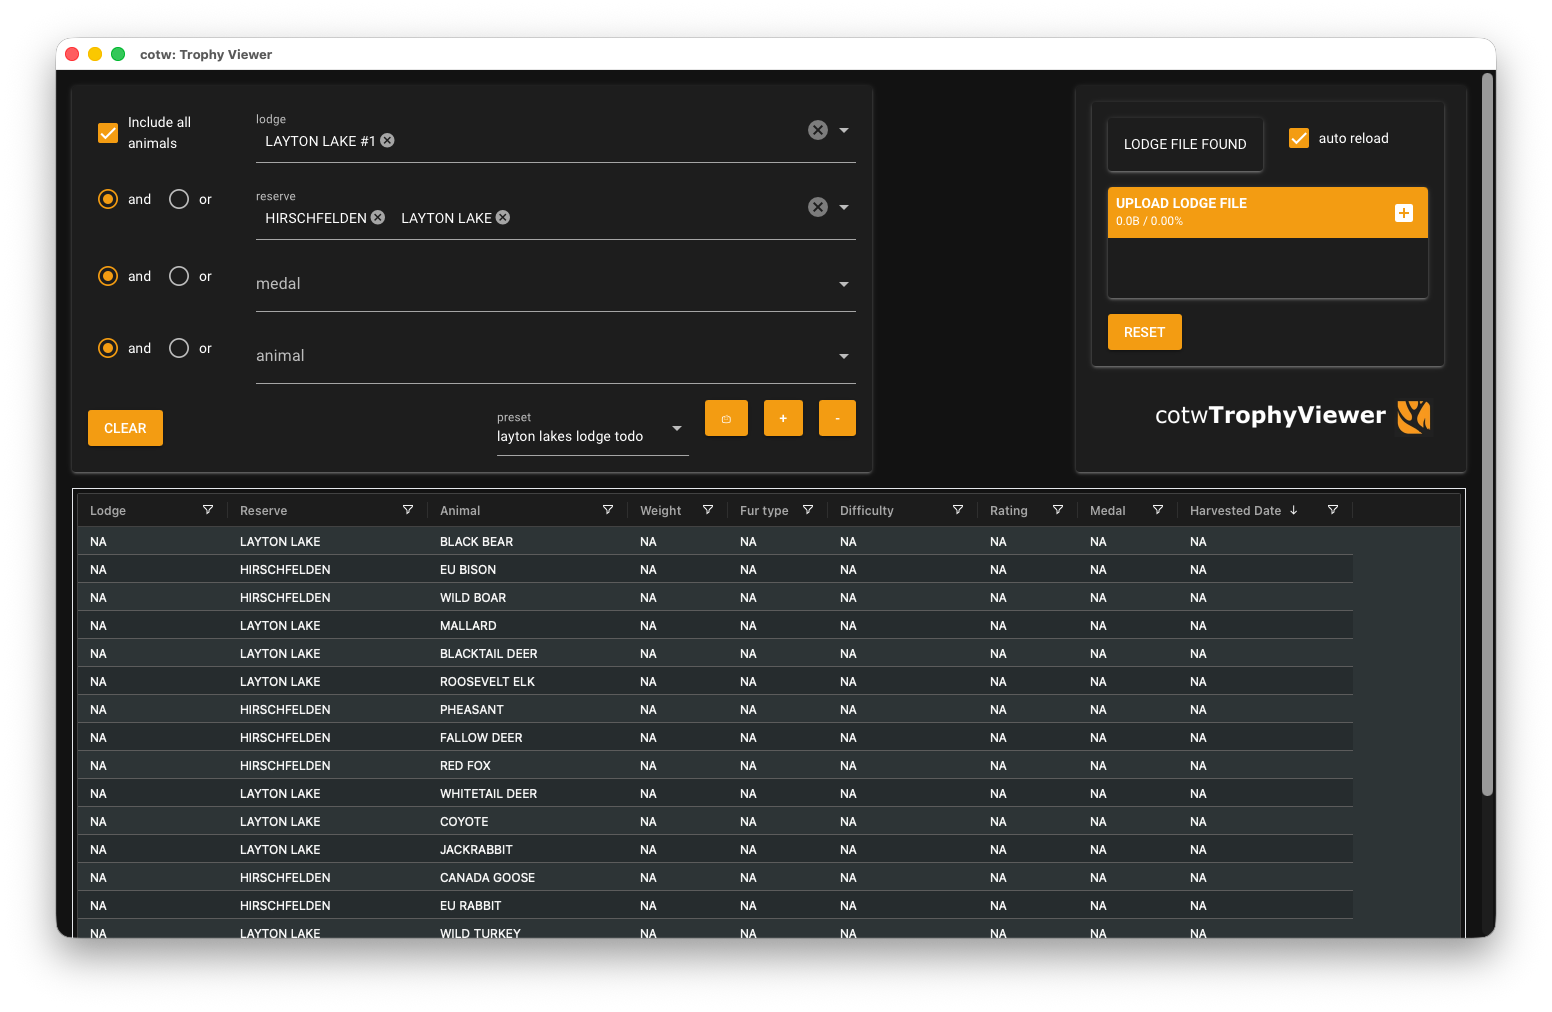 cotw: Trophy Viewer
Include all
animals
lodge
LAYTON LAKE #1
and or
reserve
HIRSCHFELDEN LAYTON LAKE
and or
medal
and or
animal
CLEAR
preset
layton lakes lodge todo
+
-
LODGE FILE FOUND
auto reload
UPLOAD LODGE FILE
0.0B / 0.00%
RESET
cotwTrophyViewer
Lodge Reserve Animal Weight Fur type Difficulty Rating Medal Harvested Date
NA LAYTON LAKE BLACK BEAR NA NA NA NA NA NA
NA HIRSCHFELDEN EU BISON NA NA NA NA NA NA
NA HIRSCHFELDEN WILD BOAR NA NA NA NA NA NA
NA LAYTON LAKE MALLARD NA NA NA NA NA NA
NA LAYTON LAKE BLACKTAIL DEER NA NA NA NA NA NA
NA LAYTON LAKE ROOSEVELT ELK NA NA NA NA NA NA
NA HIRSCHFELDEN PHEASANT NA NA NA NA NA NA
NA HIRSCHFELDEN FALLOW DEER NA NA NA NA NA NA
NA HIRSCHFELDEN RED FOX NA NA NA NA NA NA
NA LAYTON LAKE WHITETAIL DEER NA NA NA NA NA NA
NA LAYTON LAKE COYOTE NA NA NA NA NA NA
NA LAYTON LAKE JACKRABBIT NA NA NA NA NA NA
NA HIRSCHFELDEN CANADA GOOSE NA NA NA NA NA NA
NA HIRSCHFELDEN EU RABBIT NA NA NA NA NA NA
NA LAYTON LAKE WILD TURKEY NA NA NA NA NA NA